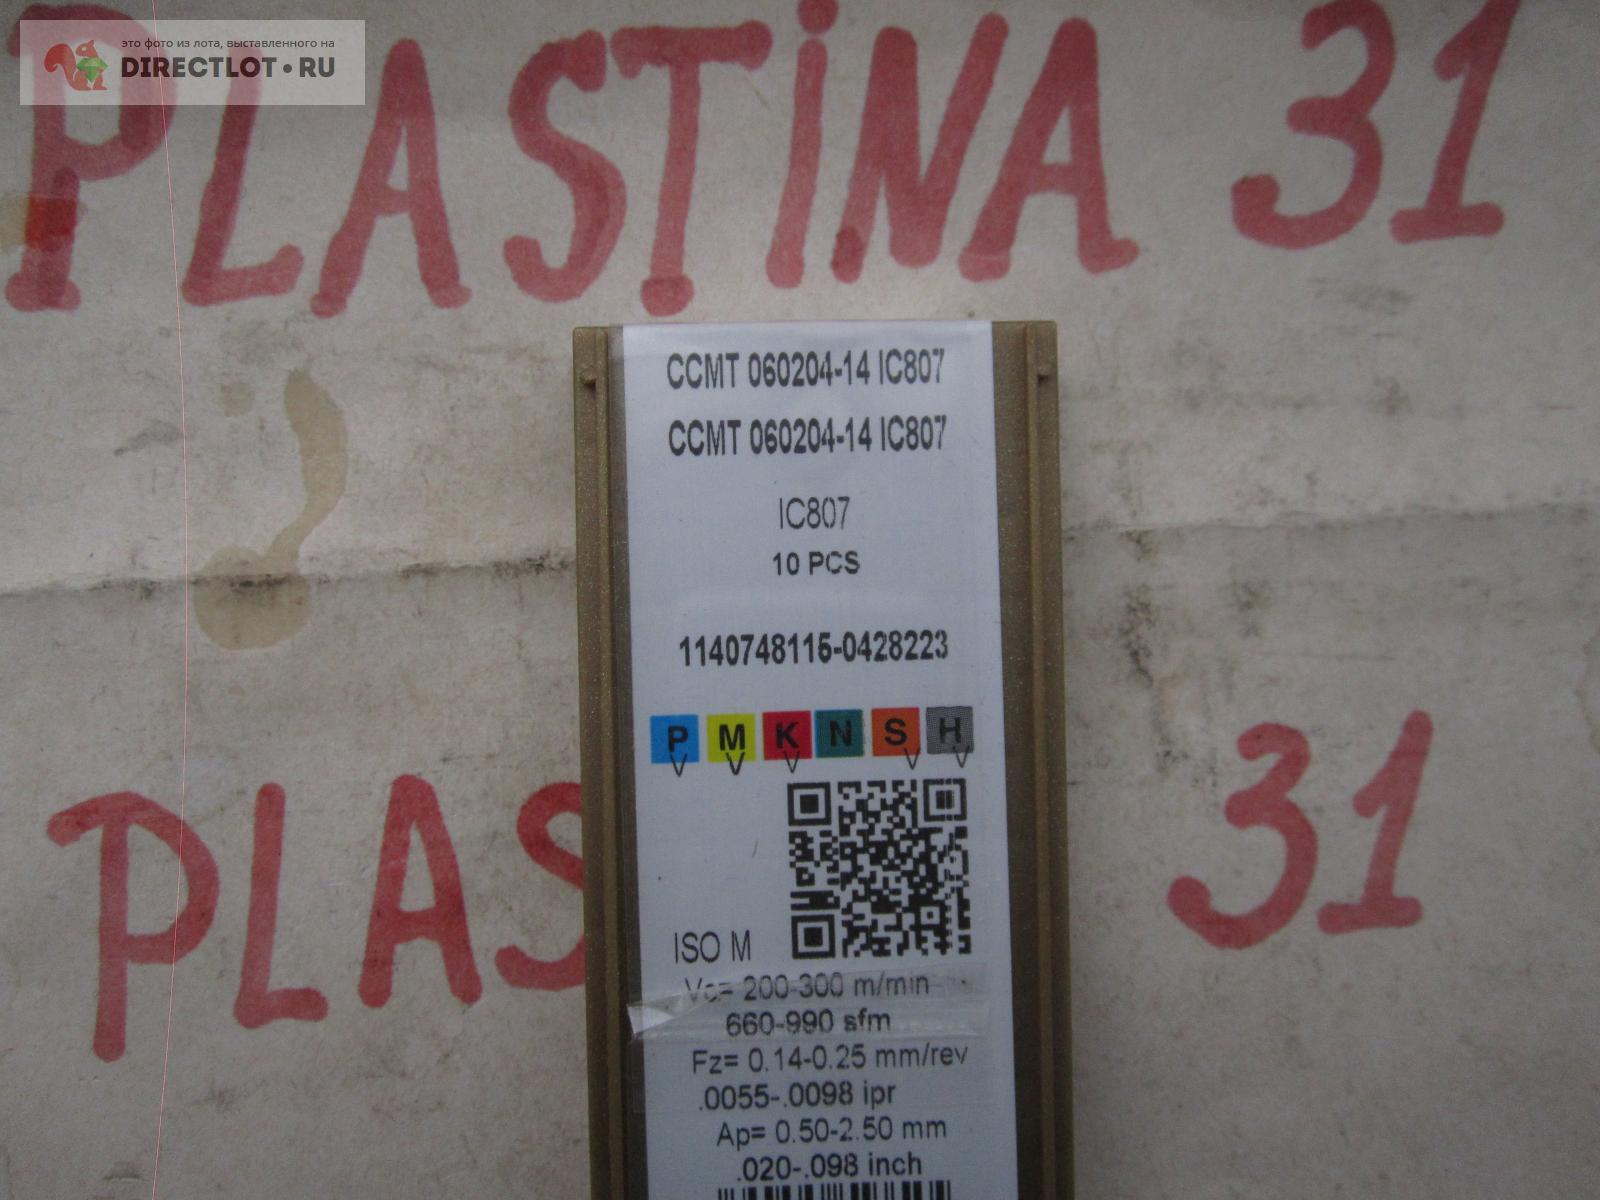 это фото из лота, выставленного на
DIRECTLOT•RU
PLASTINA 31
CCMT 060204-14 IC807
CCMT 060204-14 IC807
IC807
10 PCS
1140748115-0428223
P M K N S H
V V V V V
PLAS 31
ISO M
Vc= 200-300 m/min
660-990 sfm
Fz= 0.14-0.25 mm/rev
.0055-.0098 ipr
Ap= 0.50-2.50 mm
.020-.098 inch